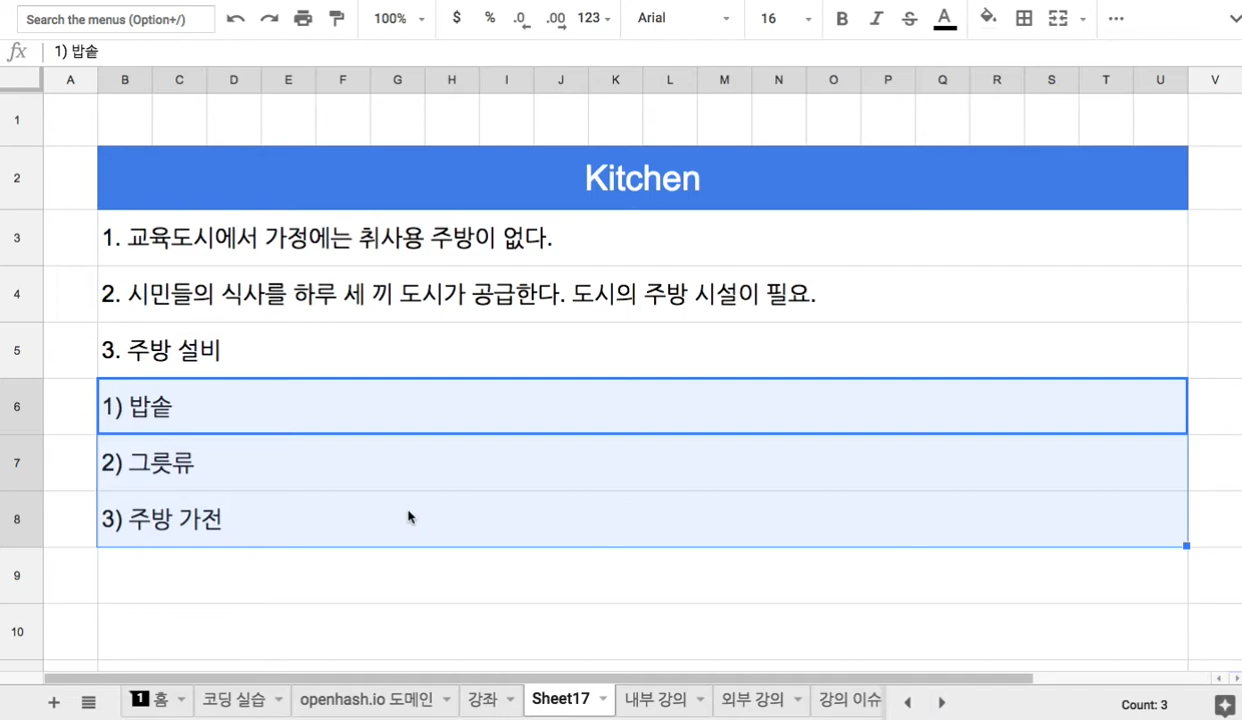 Search the menus (Option+/) 100% $ % .0 .00 123 Arial 16 B I S A
fx 1) 밥솥
A B C D E F G H I J K L M N O P Q R S T U V
1
2 Kitchen
3 1. 교육도시에서 가정에는 취사용 주방이 없다.
4 2. 시민들의 식사를 하루 세 끼 도시가 공급한다. 도시의 주방 시설이 필요.
5 3. 주방 설비
6 1) 밥솥
7 2) 그릇류
8 3) 주방 가전
9
10
1 홈 코딩 실습 openhash.io 도메인 강좌 Sheet17 내부 강의 외부 강의 강의 이슈 Count: 3